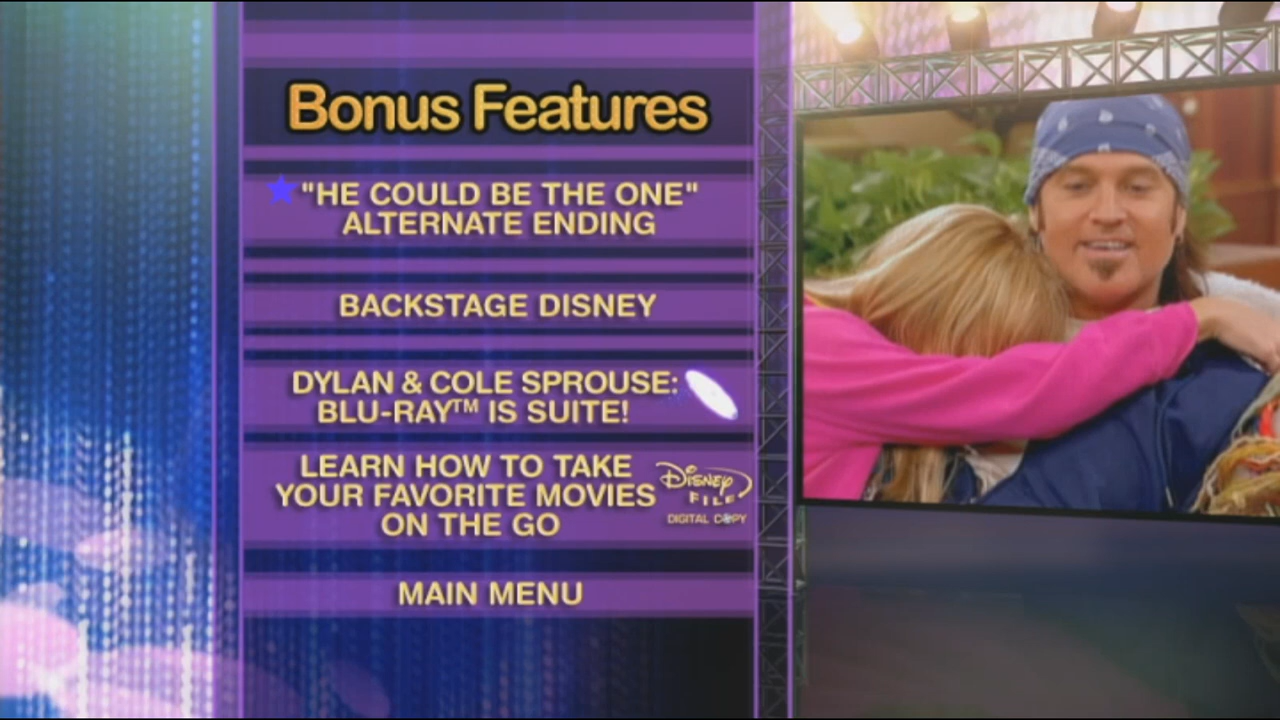 Bonus Features
"HE COULD BE THE ONE"
ALTERNATE ENDING
BACKSTAGE DISNEY
DYLAN & COLE SPROUSE:
BLU-RAY™ IS SUITE!
LEARN HOW TO TAKE
YOUR FAVORITE MOVIES
ON THE GO
Disney
FILE
DIGITAL COPY
MAIN MENU